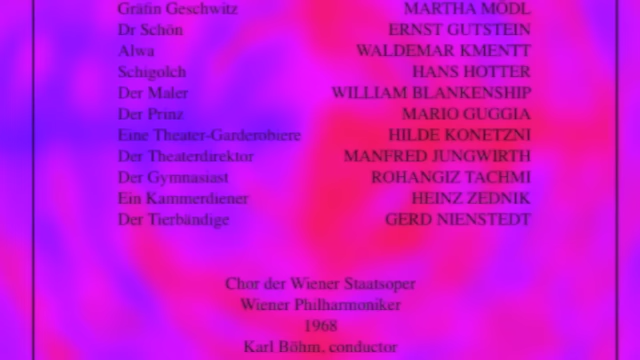 Gräfin Geschwitz MARTHA MÖDL
Dr Schön ERNST GUTSTEIN
Alwa WALDEMAR KMENTT
Schigolch HANS HOTTER
Der Maler WILLIAM BLANKENSHIP
Der Prinz MARIO GUGGIA
Eine Theater-Garderobiere HILDE KONETZNI
Der Theaterdirektor MANFRED JUNGWIRTH
Der Gymnasiast ROHANGIZ TACHMI
Ein Kammerdiener HEINZ ZEDNIK
Der Tierbändige GERD NIENSTEDT
Chor der Wiener Staatsoper
Wiener Philharmoniker
1968
Karl Böhm, conductor